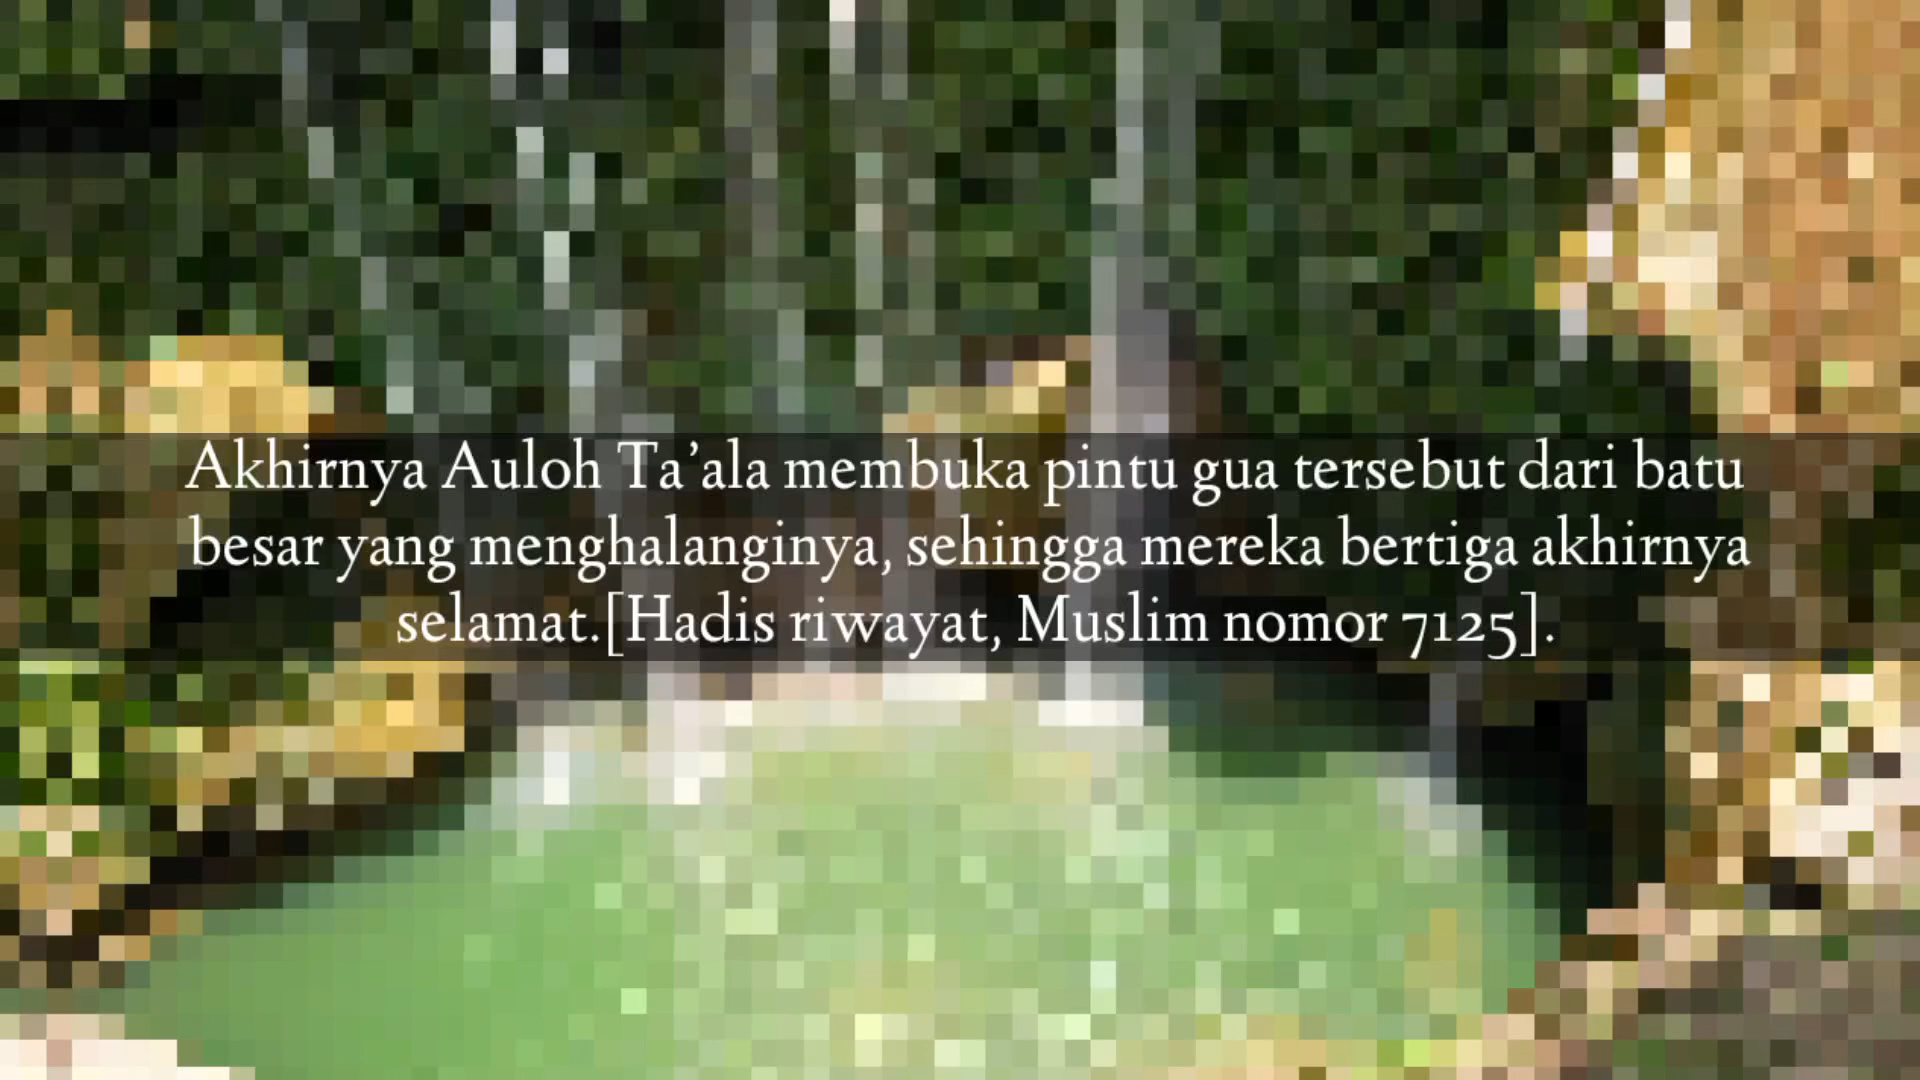 Akhirnya Auloh Ta’ala membuka pintu gua tersebut dari batu
besar yang menghalanginya, sehingga mereka bertiga akhirnya
selamat.[Hadis riwayat, Muslim nomor 7125].